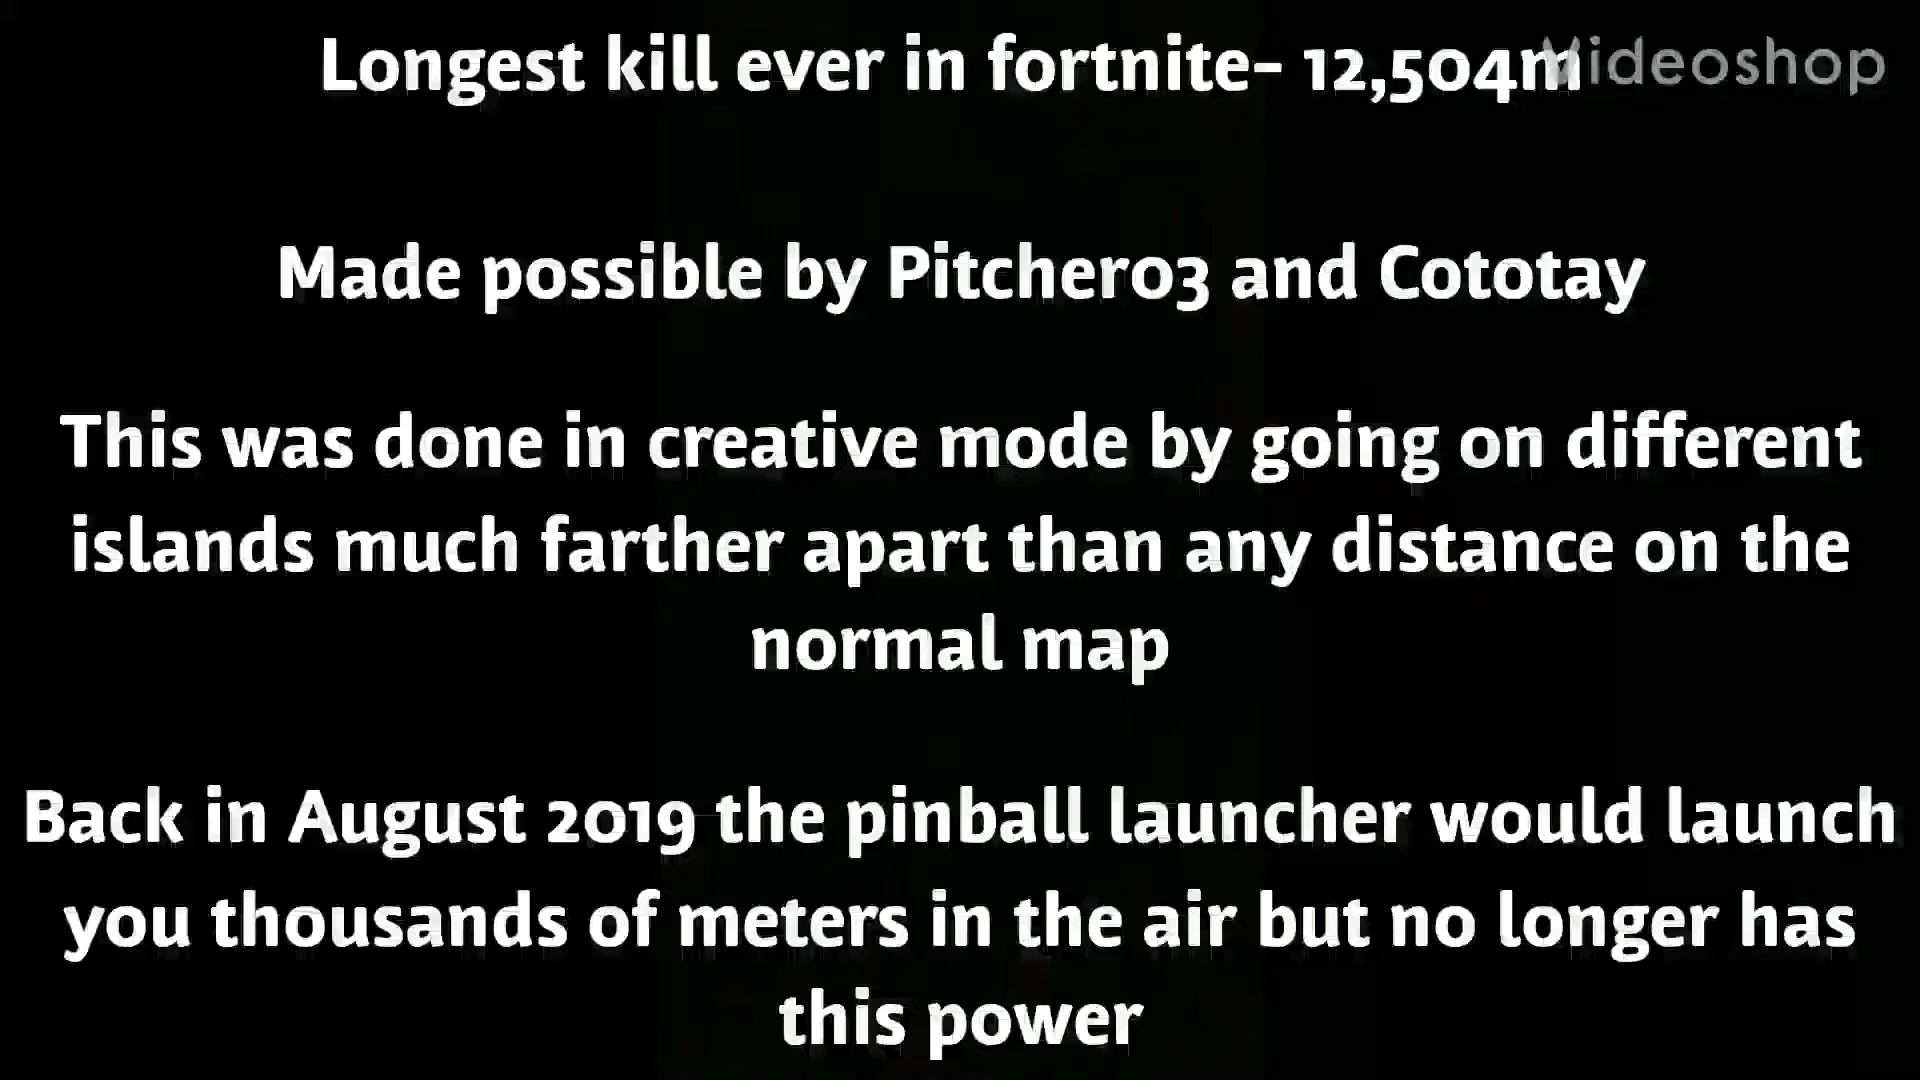 Longest kill ever in fortnite- 12,504m
Videoshop
Made possible by Pitcher03 and Cototay
This was done in creative mode by going on different
islands much farther apart than any distance on the
normal map
Back in August 2019 the pinball launcher would launch
you thousands of meters in the air but no longer has
this power